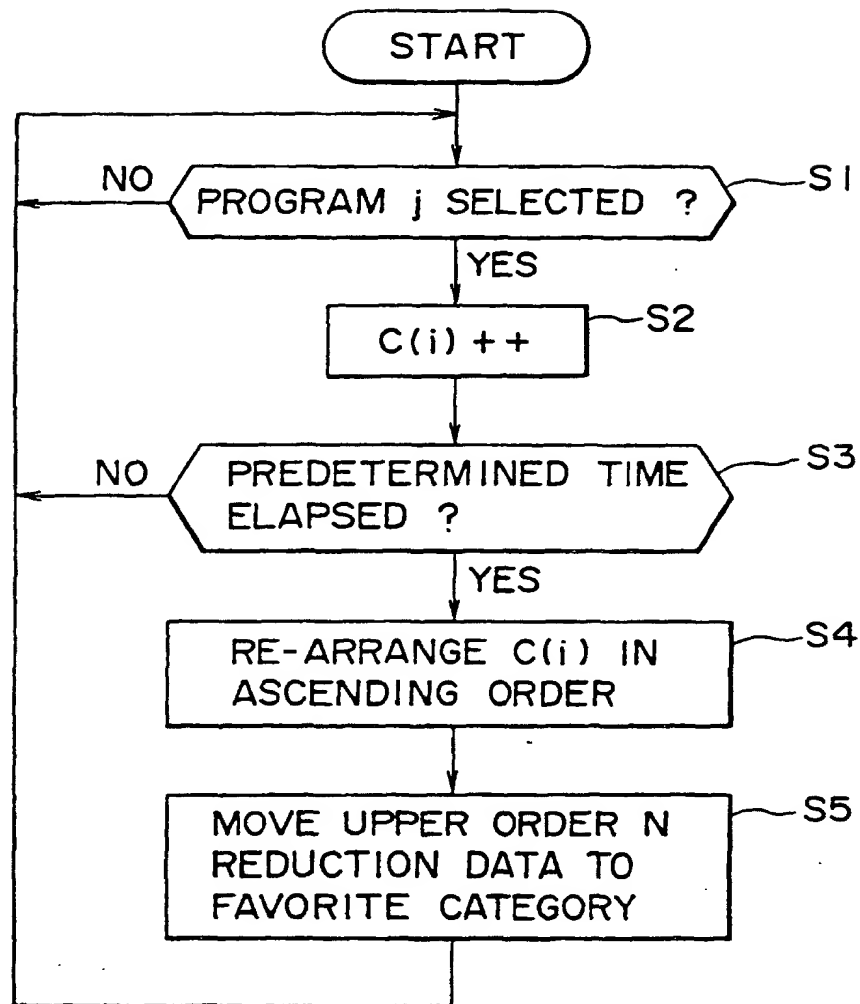 START
NO
PROGRAM j SELECTED ?
S1
YES
C(i)++
S2
NO
PREDETERMINED TIME
ELAPSED ?
S3
YES
RE-ARRANGE C(i) IN
ASCENDING ORDER
S4
MOVE UPPER ORDER N
REDUCTION DATA TO
FAVORITE CATEGORY
S5